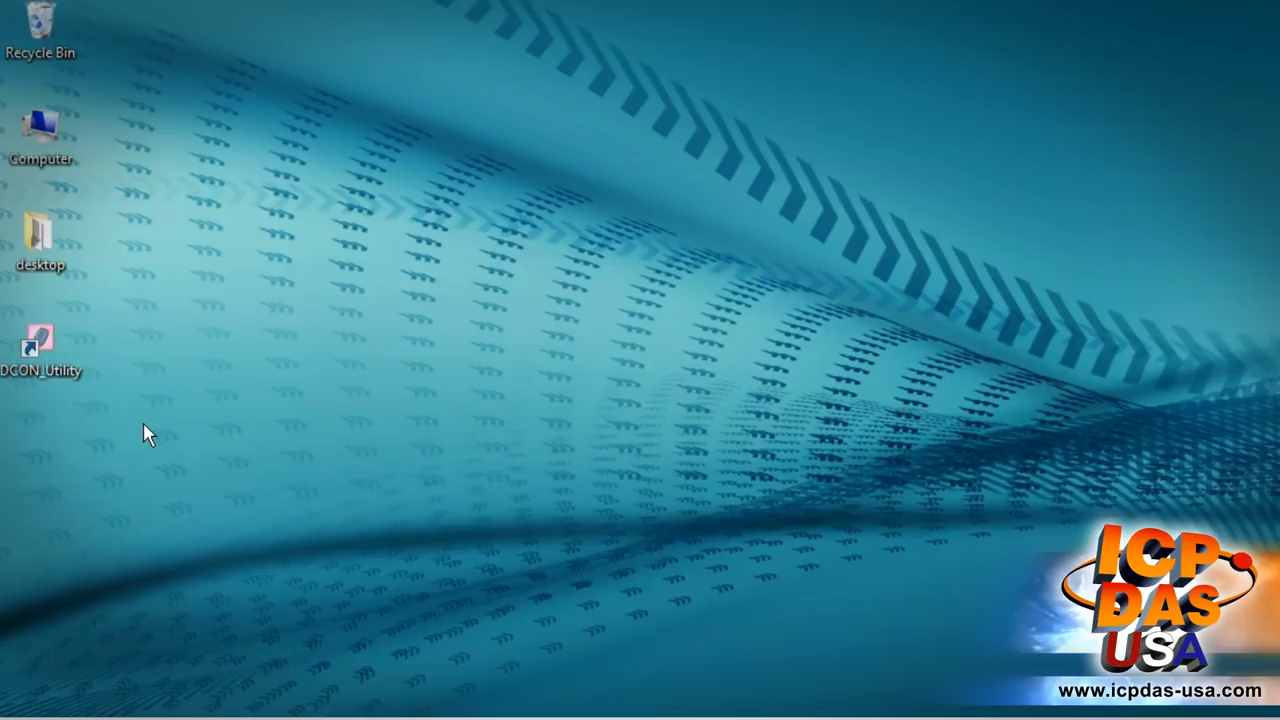 Recycle Bin
Computer
desktop
DCON_Utility
ICP
DAS
USA
www.icpdas-usa.com